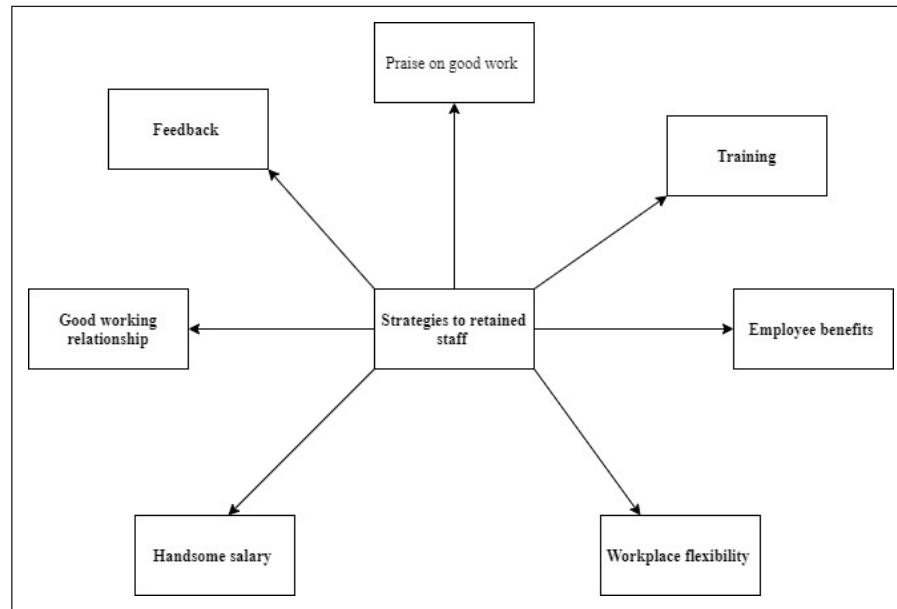 Praise on good work
Feedback
Training
Good working
relationship
Strategies to retained
staff
Employee benefits
Handsome salary
Workplace flexibility